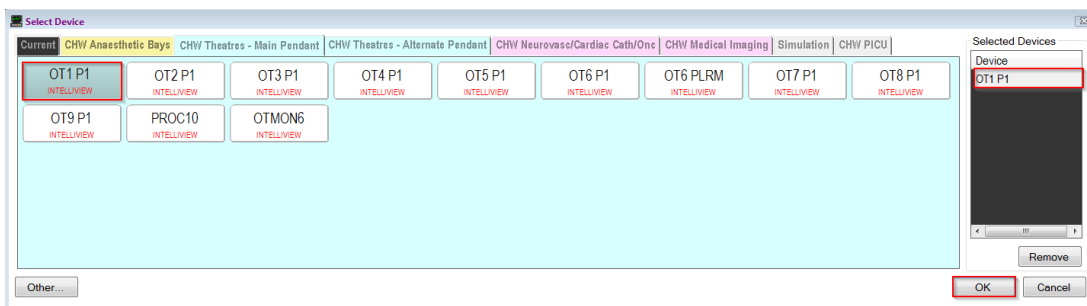 Select Device
Current CHW Anaesthetic Bays CHW Theatres - Main Pendant CHW Theatres - Alternate Pendant CHW Neurovasc/Cardiac Cath/Onc CHW Medical Imaging Simulation CHW PICU
Selected Devices
Device
OT1 P1
OT1 P1 OT2 P1 OT3 P1 OT4 P1 OT5 P1 OT6 P1 OT6 PLRM OT7 P1 OT8 P1
INTELLIVIEW INTELLIVIEW INTELLIVIEW INTELLIVIEW INTELLIVIEW INTELLIVIEW INTELLIVIEW INTELLIVIEW INTELLIVIEW
OT9 P1 PROC10 OTMON6
INTELLIVIEW INTELLIVIEW INTELLIVIEW
Remove
Other... OK Cancel